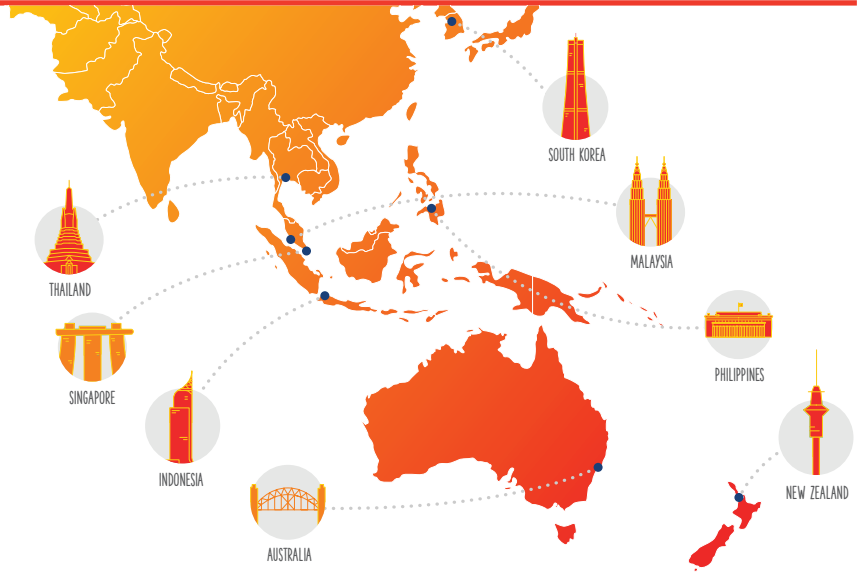 SOUTH KOREA
MALAYSIA
THAILAND
PHILIPPINES
SINGAPORE
INDONESIA
NEW ZEALAND
AUSTRALIA